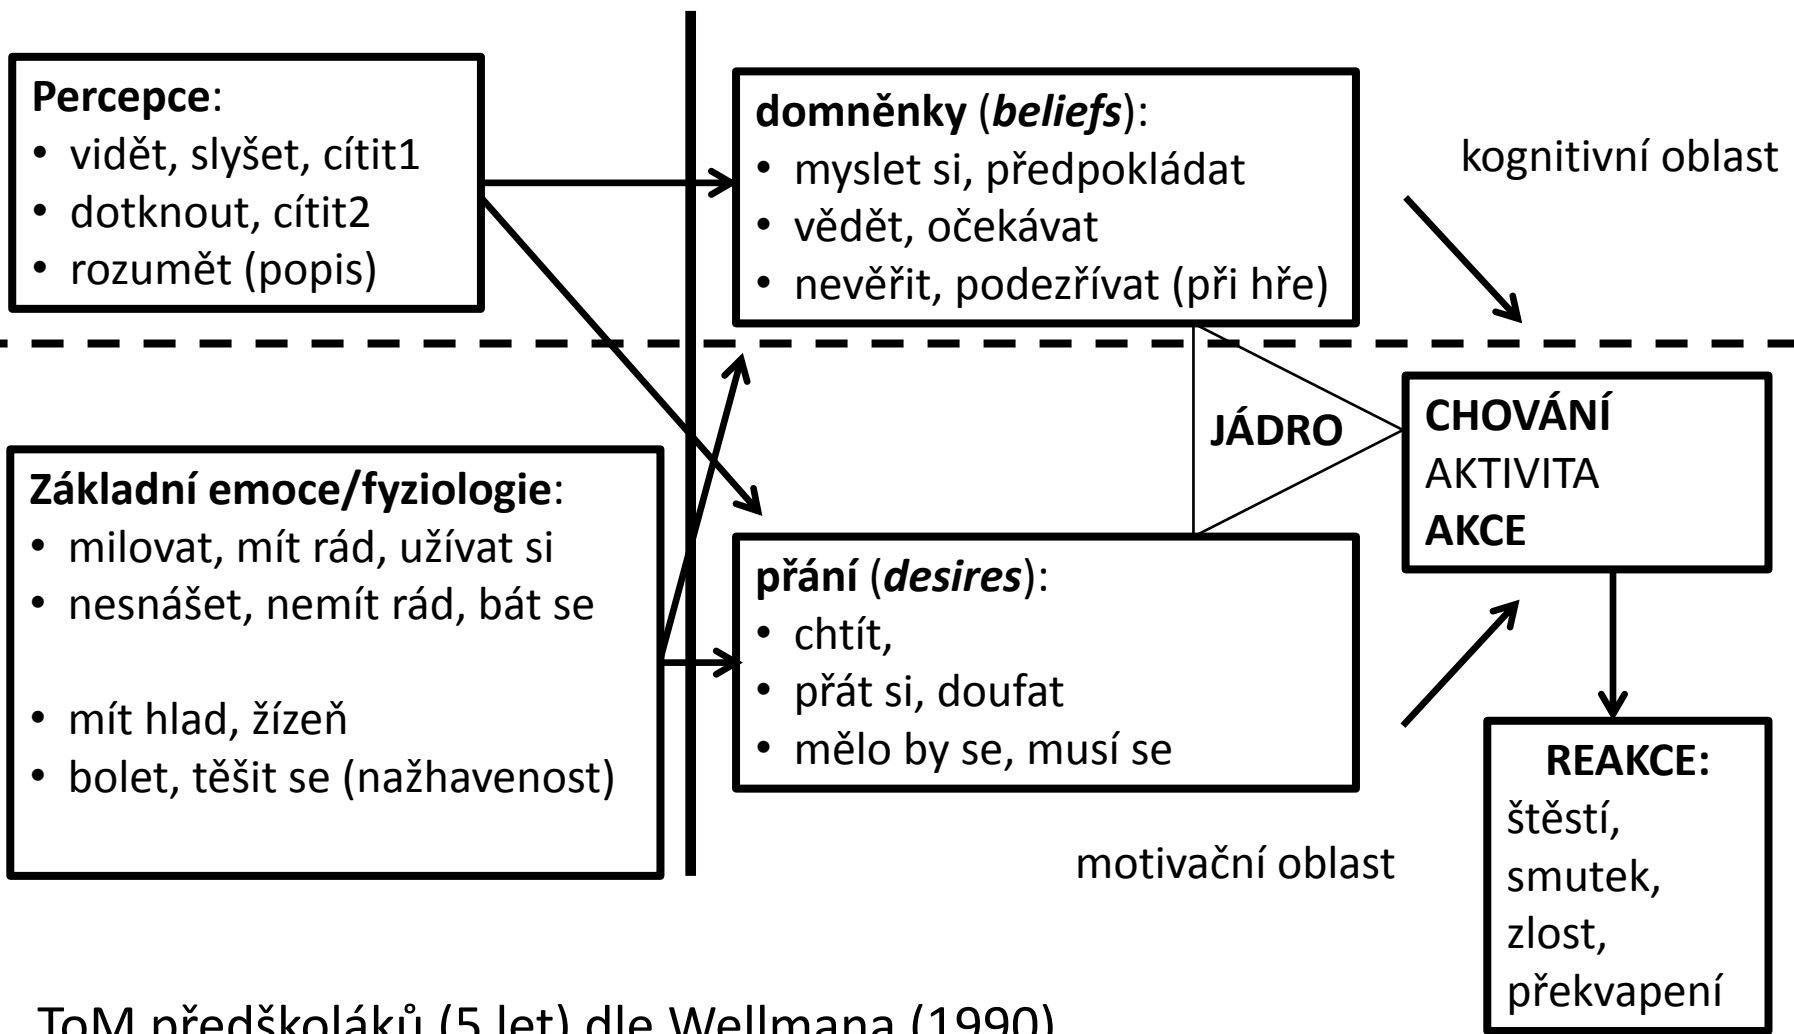 Percepce:
• vidět, slyšet, cítit1
• dotknout, cítit2
• rozumět (popis)
domněnky (beliefs):
• myslet si, předpokládat
• vědět, očekávat
• nevěřit, podezřívat (při hře)
kognitivní oblast
Základní emoce/fyziologie:
• milovat, mít rád, užívat si
• nesnášet, nemít rád, bát se
• mít hlad, žízeň
• bolet, těšit se (nažhavenost)
JÁDRO
CHOVÁNÍ
AKTIVITA
AKCE
přání (desires):
• chtít,
• přát si, doufat
• mělo by se, musí se
motivační oblast
REAKCE:
štěstí,
smutek,
zlost,
překvapení
ToM předškoláků (5 let) dle Wellmana (1990)